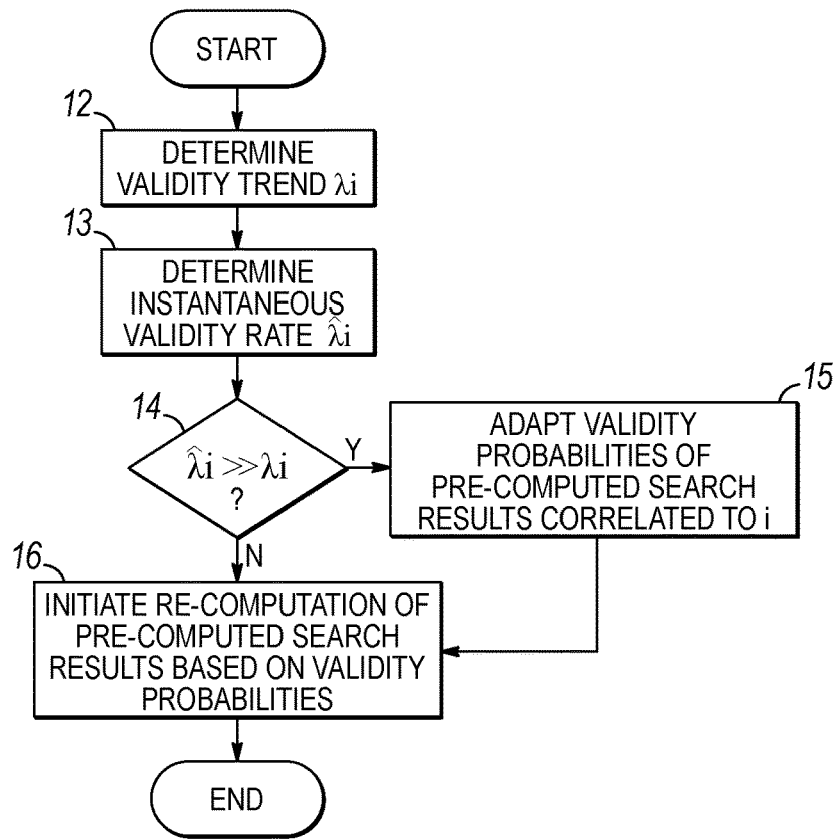 START
12
DETERMINE
VALIDITY TREND λi
13
DETERMINE
INSTANTANEOUS
VALIDITY RATE λ̂i
14
λ̂i >> λi
?
Y
N
15
ADAPT VALIDITY
PROBABILITIES OF
PRE-COMPUTED SEARCH
RESULTS CORRELATED TO i
16
INITIATE RE-COMPUTATION OF
PRE-COMPUTED SEARCH
RESULTS BASED ON VALIDITY
PROBABILITIES
END